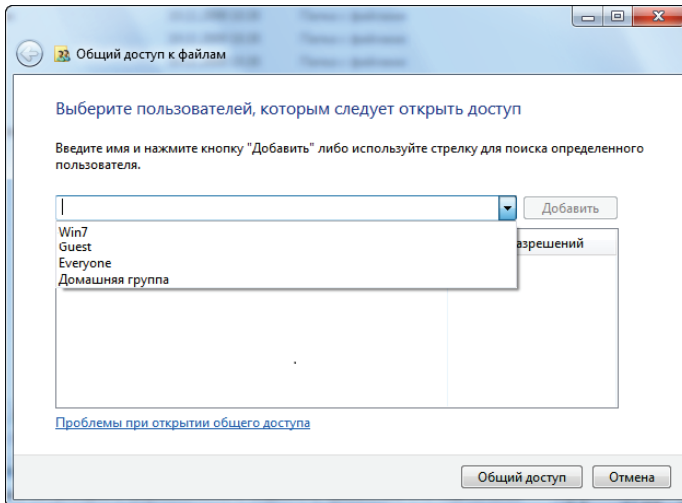 Общий доступ к файлам
Выберите пользователей, которым следует открыть доступ
Введите имя и нажмите кнопку "Добавить" либо используйте стрелку для поиска определенного
пользователя.
Добавить
Win7
Guest
Everyone
Домашняя группа
азрешений
Проблемы при открытии общего доступа
Общий доступ
Отмена